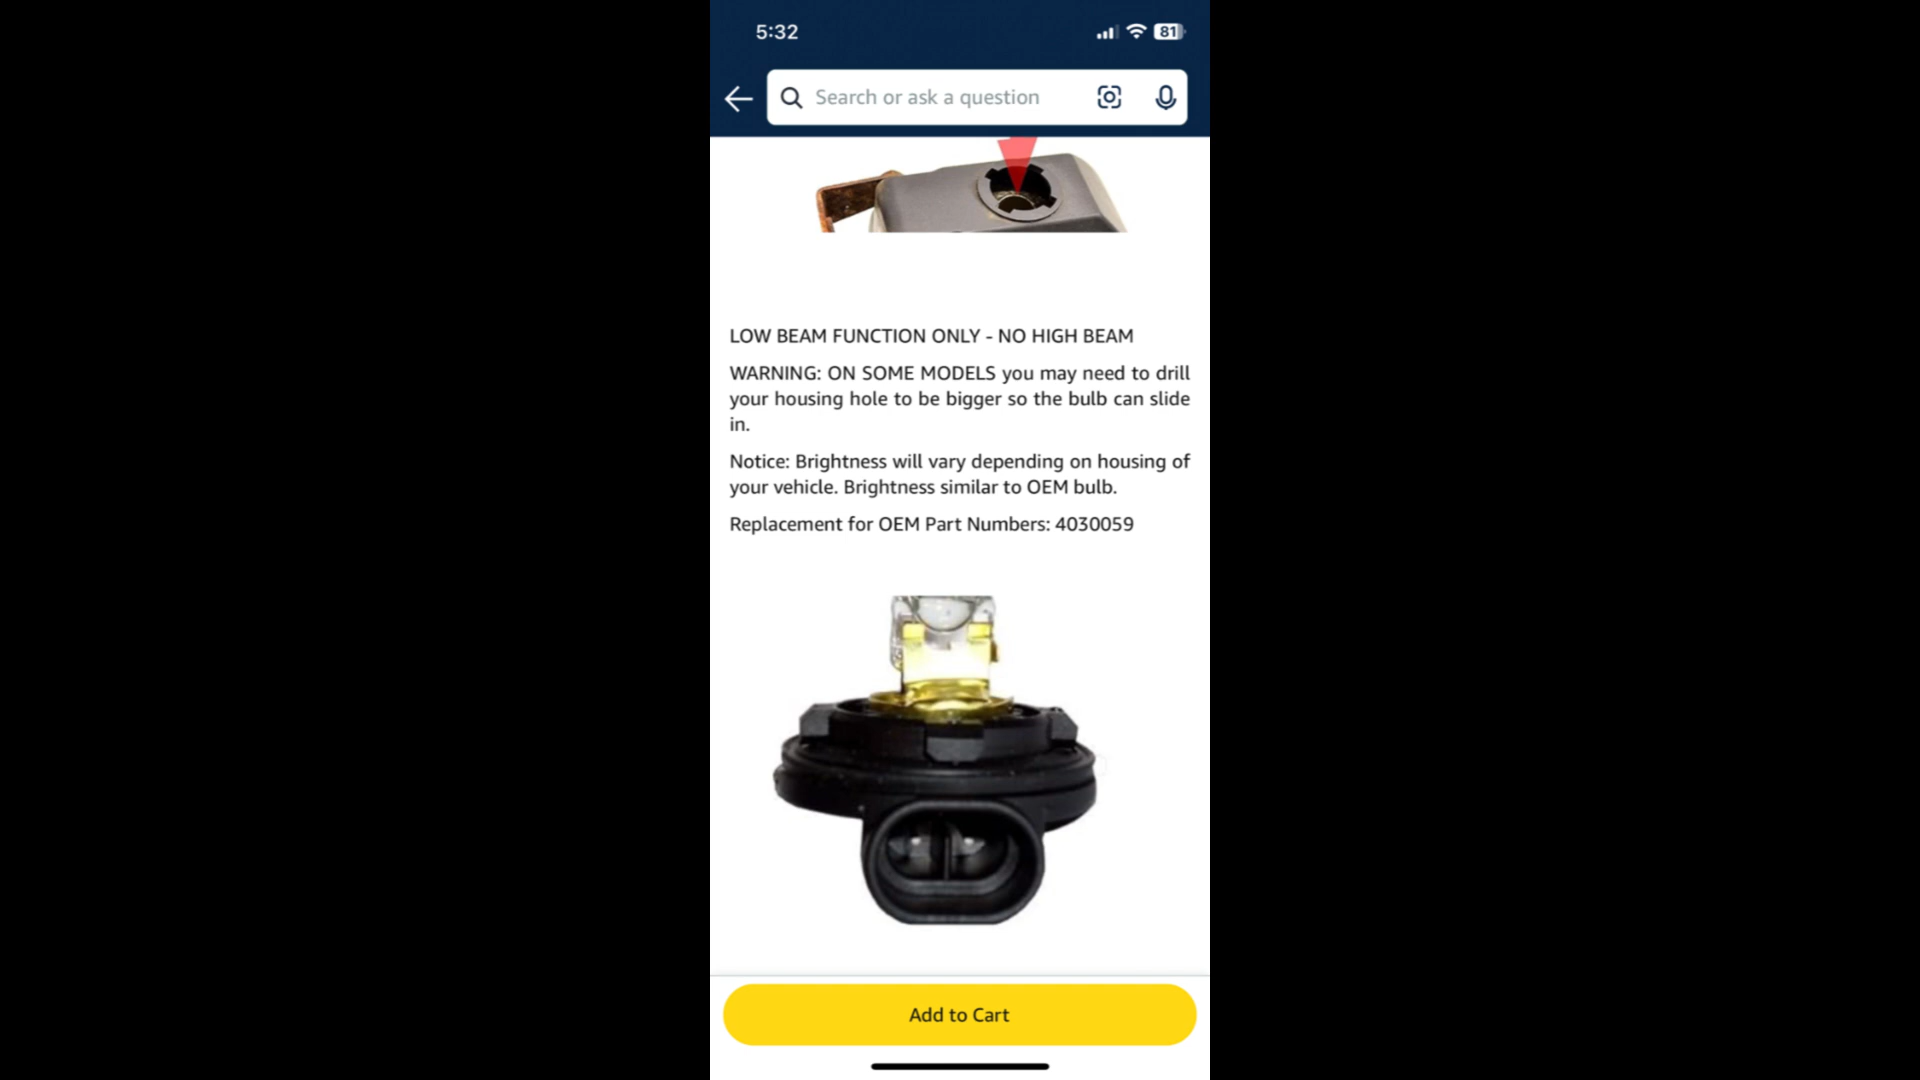 5:32
81
Search or ask a question
LOW BEAM FUNCTION ONLY - NO HIGH BEAM
WARNING: ON SOME MODELS you may need to drill
your housing hole to be bigger so the bulb can slide
in.
Notice: Brightness will vary depending on housing of
your vehicle. Brightness similar to OEM bulb.
Replacement for OEM Part Numbers: 4030059
Add to Cart